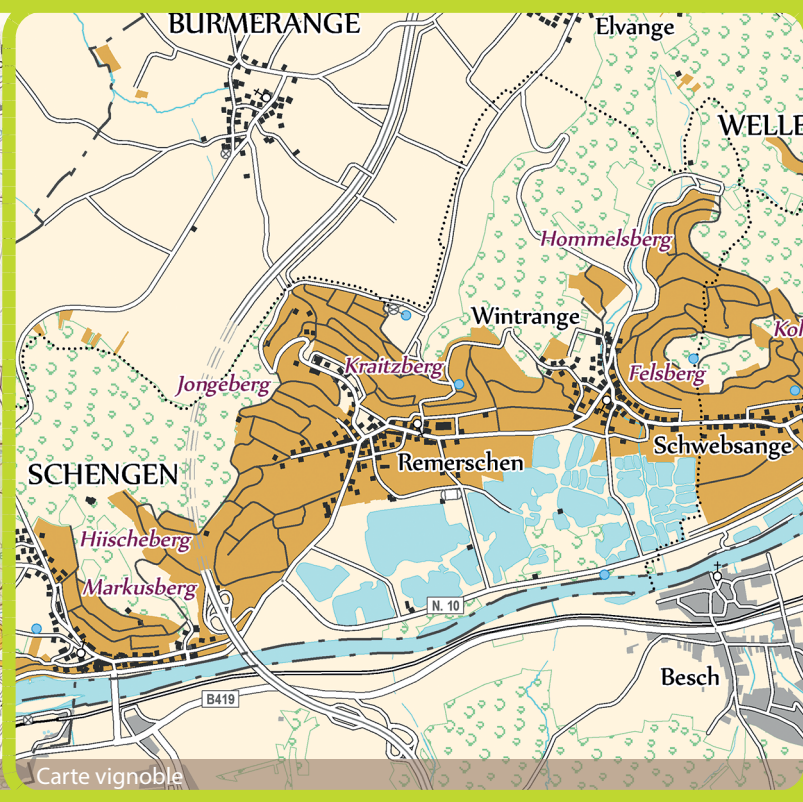 BURMERANGE
Elvange
WELLE
Hommelsberg
Wintrange
Kol
Kraitzberg
Felsberg
Jongeberg
Schwebsange
Remerschen
SCHENGEN
Hiischeberg
Markusberg
N. 10
Besch
B419
Carte vignoble